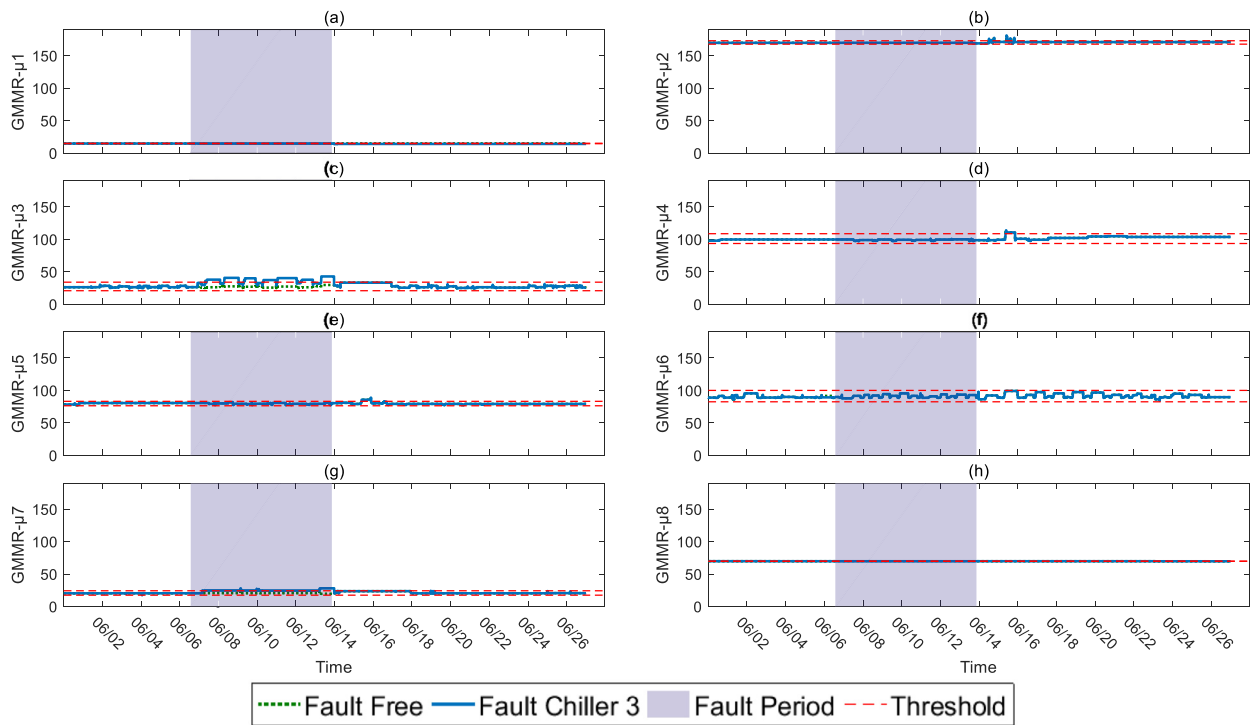 (a)
GMMR-μ1
150
100
50
0
(b)
GMMR-μ2
150
100
50
0
(c)
GMMR-μ3
150
100
50
0
(d)
GMMR-μ4
150
100
50
0
(e)
GMMR-μ5
150
100
50
0
(f)
GMMR-μ6
150
100
50
0
(g)
GMMR-μ7
150
100
50
0
06/02 06/04 06/06 06/08 06/10 06/12 06/14 06/16 06/18 06/20 06/22 06/24 06/26
Time
(h)
GMMR-μ8
150
100
50
0
06/02 06/04 06/06 06/08 06/10 06/12 06/14 06/16 06/18 06/20 06/22 06/24 06/26
Time
Fault Free Fault Chiller 3 Fault Period Threshold